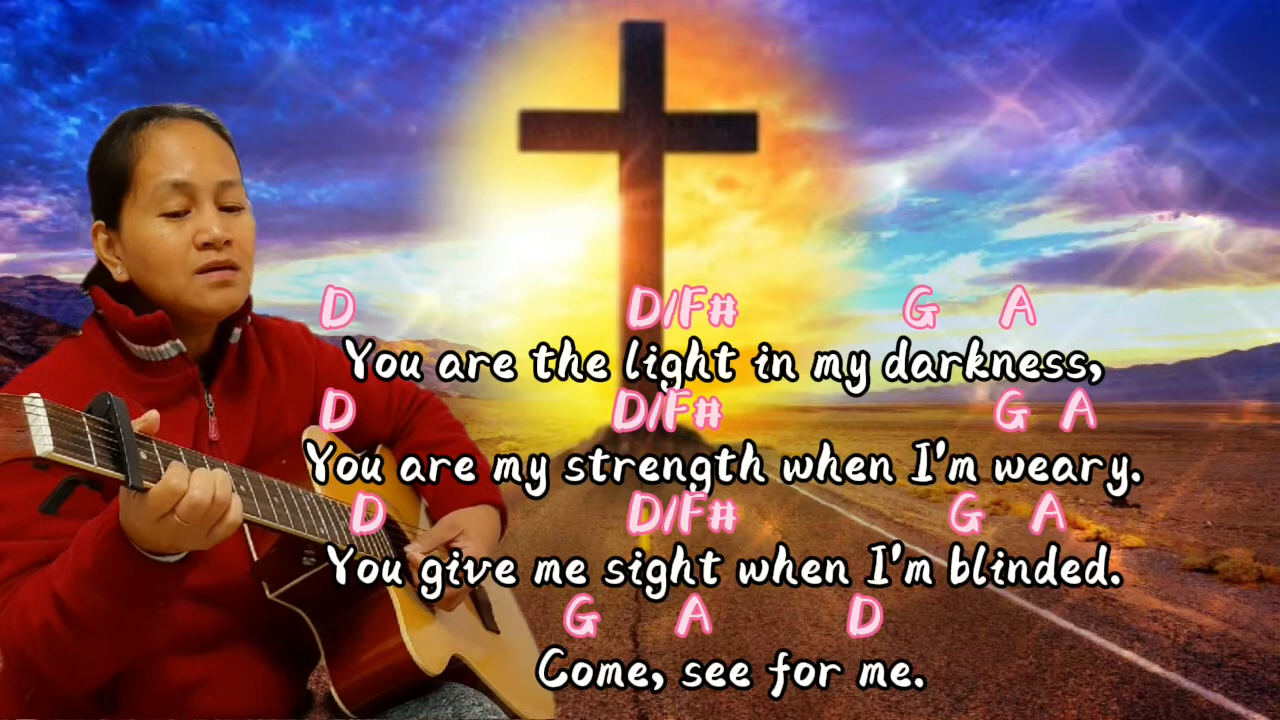 D D/F# G A
You are the light in my darkness,
D D/F# G A
You are my strength when I'm weary.
D D/F# G A
You give me sight when I'm blinded.
G A D
Come, see for me.